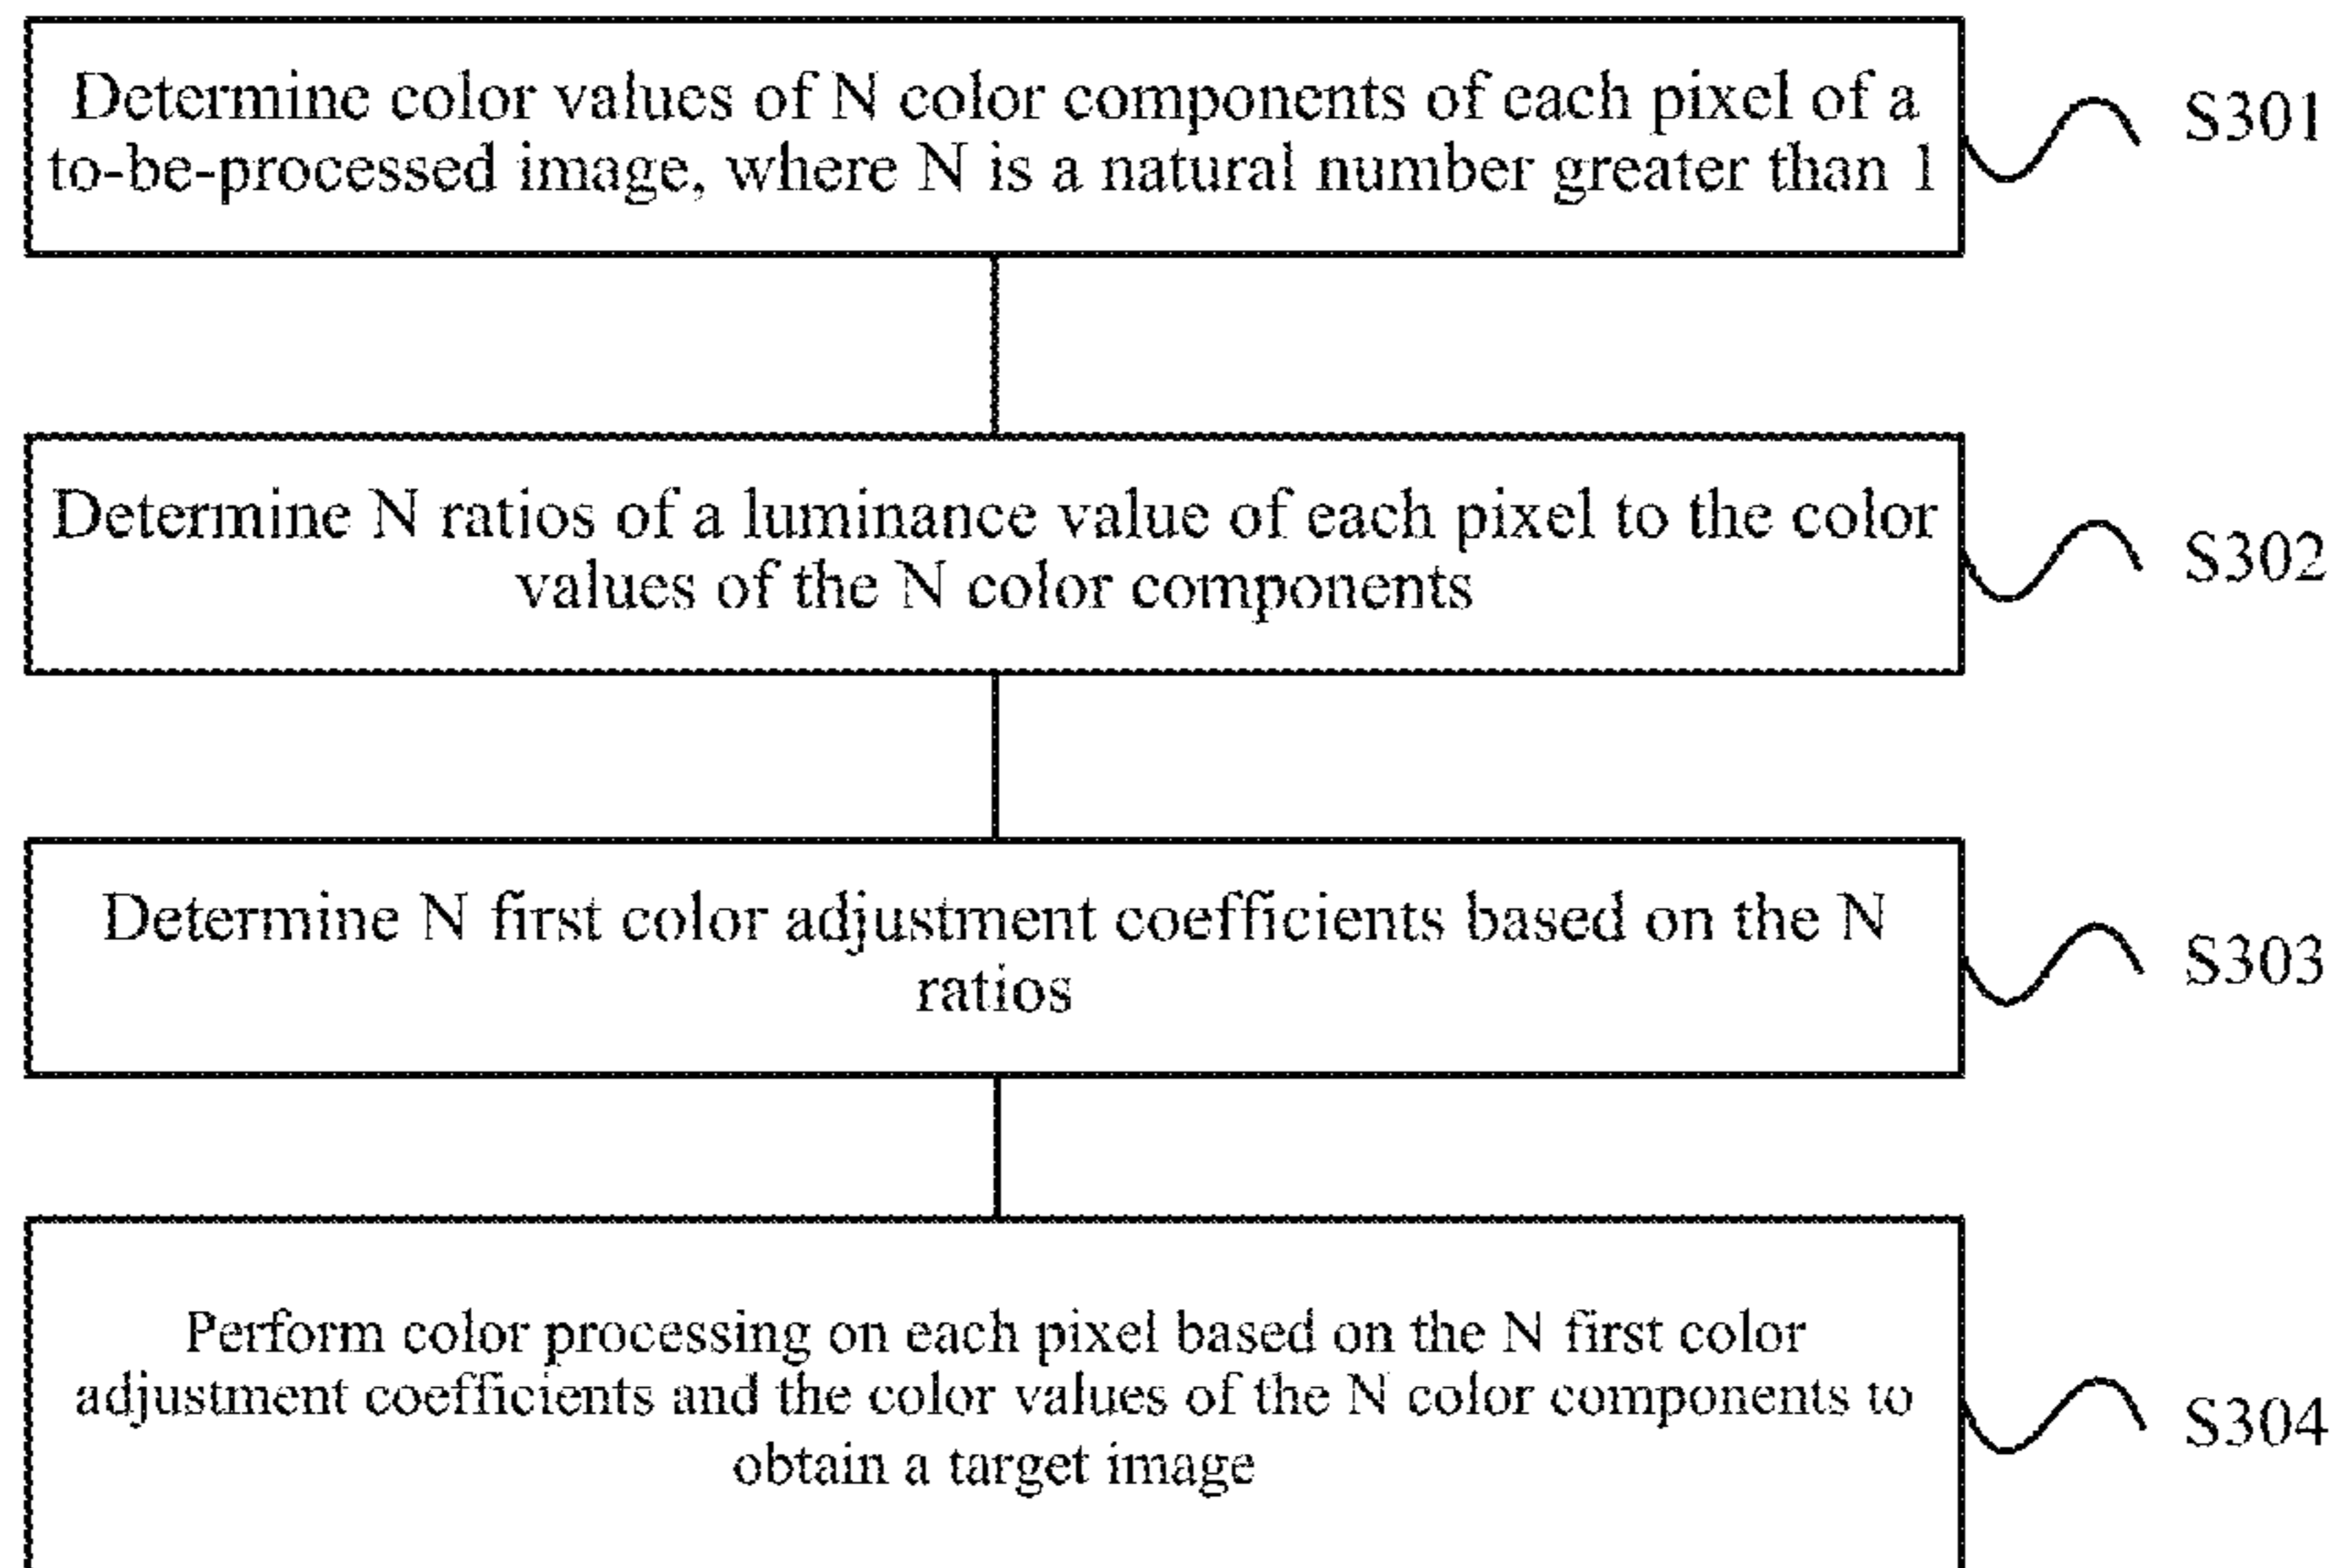 Determine color values of N color components of each pixel of a
to-be-processed image, where N is a natural number greater than 1
S301
Determine N ratios of a luminance value of each pixel to the color
values of the N color components
S302
Determine N first color adjustment coefficients based on the N
ratios
S303
Perform color processing on each pixel based on the N first color
adjustment coefficients and the color values of the N color components to
obtain a target image
S304